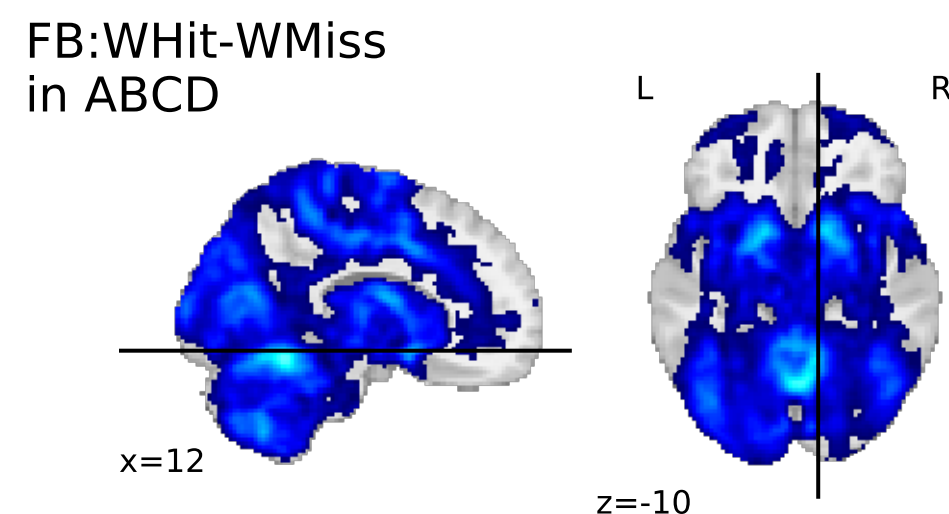 FB:WHit-WMiss
in ABCD
L
R
x=12
z=-10